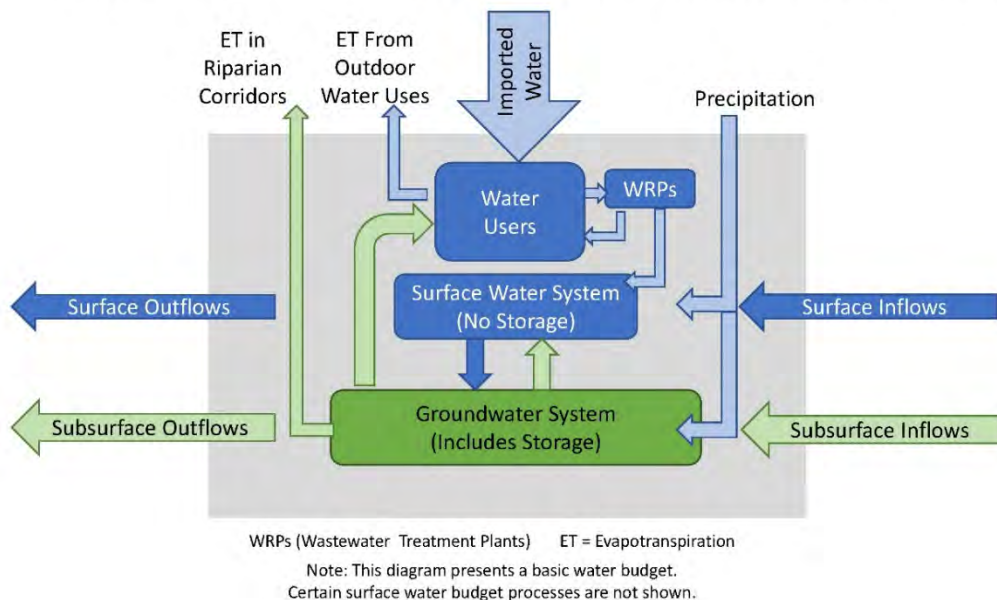 ET in
Riparian
Corridors
ET From
Outdoor
Water Uses
Imported
Water
Precipitation
Water
Users
WRPs
Surface Water System
(No Storage)
Surface Outflows
Surface Inflows
Groundwater System
(Includes Storage)
Subsurface Outflows
Subsurface Inflows
WRPs (Wastewater Treatment Plants) ET = Evapotranspiration
Note: This diagram presents a basic water budget.
Certain surface water budget processes are not shown.